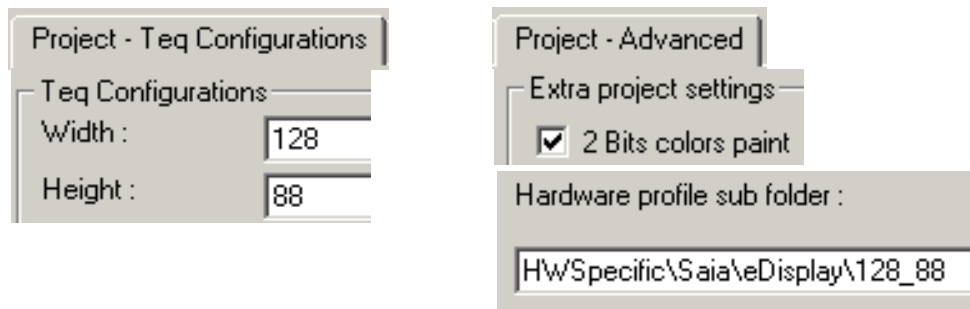 Project - Teq Configurations
Teq Configurations
Width :
128
Height :
88
Project - Advanced
Extra project settings
2 Bits colors paint
Hardware profile sub folder :
HWSpecific\Saia\eDisplay\128_88